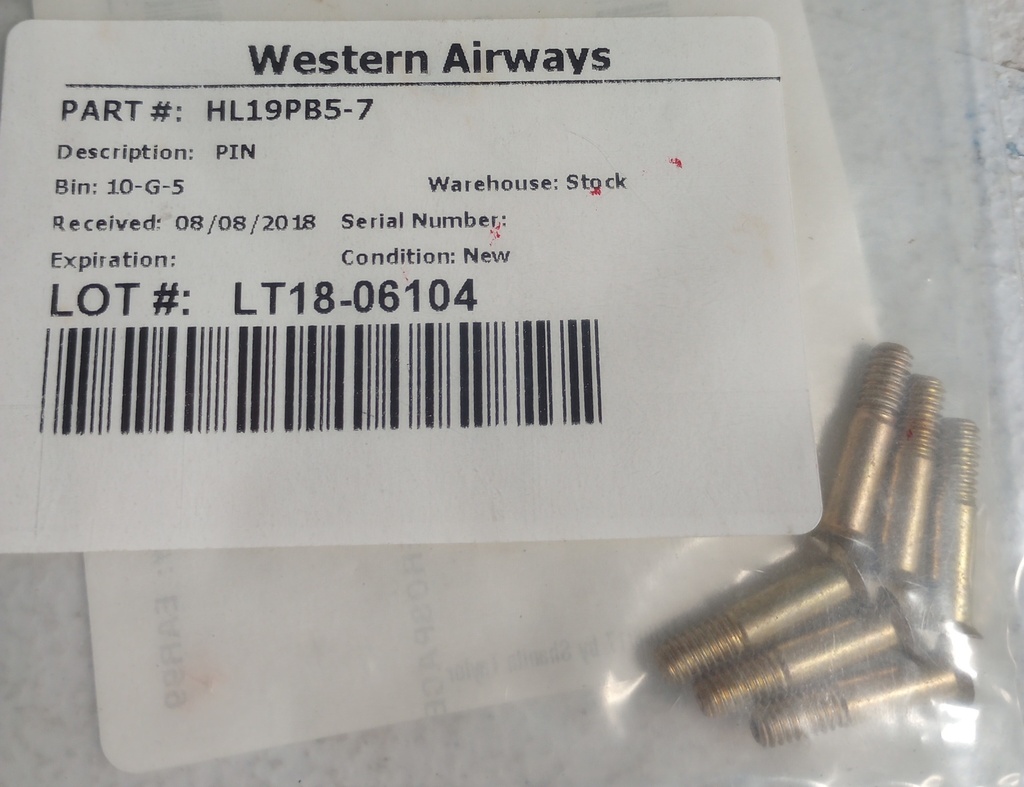 Western Airways
PART #: HL19PB5-7
Description: PIN
Bin: 10-G-5 Warehouse: Stock
Received: 08/08/2018 Serial Number:
Expiration: Condition: New
LOT #: LT18-06104